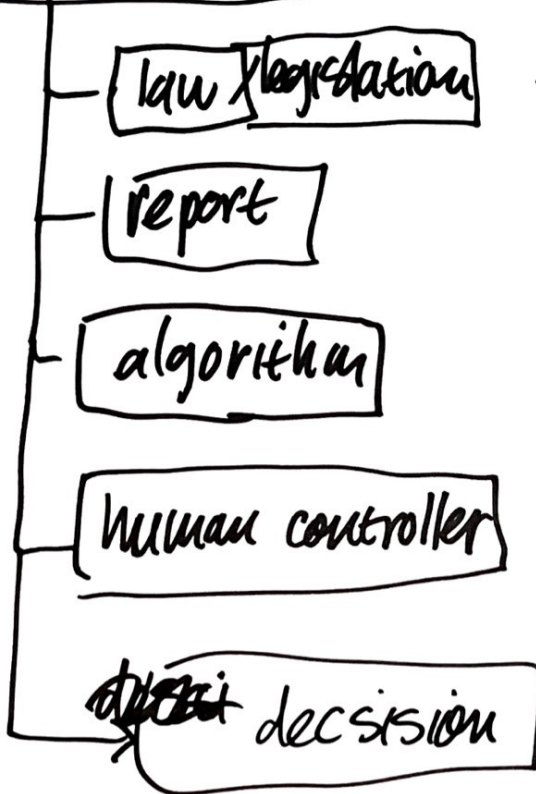 law legislation
report
algorithm
human controller
decsision